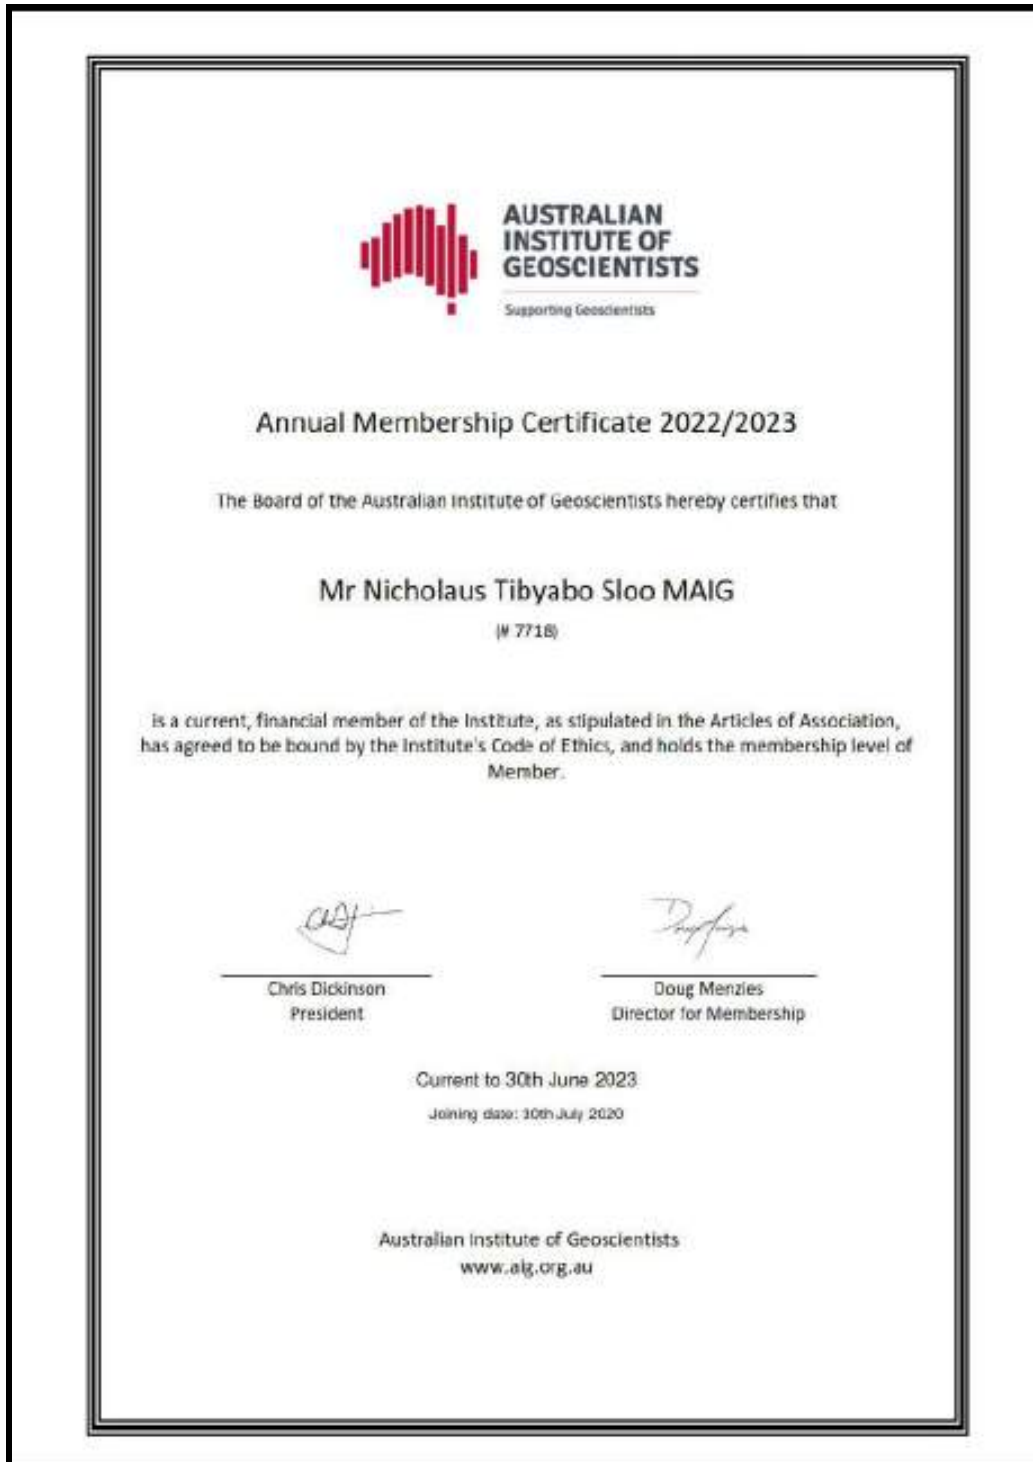 AUSTRALIAN
INSTITUTE OF
GEOSCIENTISTS
Supporting Geoscientists
Annual Membership Certificate 2022/2023
The Board of the Australian Institute of Geoscientists hereby certifies that
Mr Nicholaus Tibyabo Sloo MAIG
(# 7718)
is a current, financial member of the Institute, as stipulated in the Articles of Association,
has agreed to be bound by the Institute's Code of Ethics, and holds the membership level of
Member.
Chris Dickinson
President
Doug Menzies
Director for Membership
Current to 30th June 2023
Joining date: 30th July 2020
Australian Institute of Geoscientists
www.aig.org.au